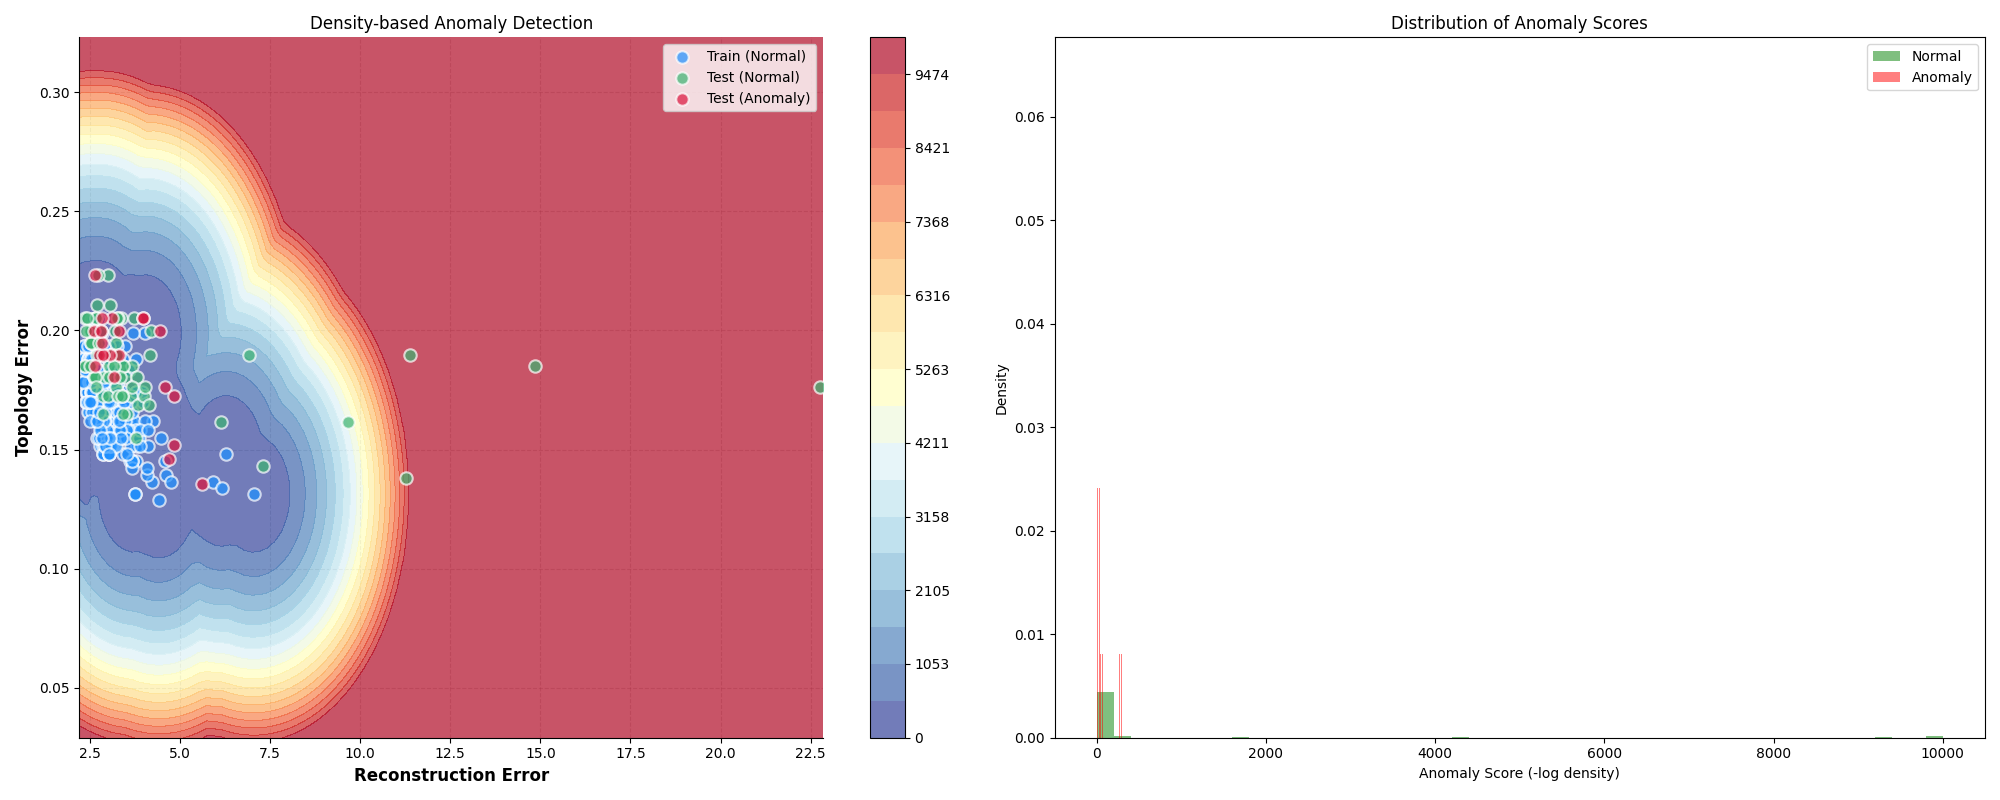 Density-based Anomaly Detection
Train (Normal)
Test (Normal)
Test (Anomaly)
0.30
0.25
0.20
0.15
0.10
0.05
Topology Error
2.5 5.0 7.5 10.0 12.5 15.0 17.5 20.0 22.5
Reconstruction Error
9474
8421
7368
6316
5263
4211
3158
2105
1053
0
Distribution of Anomaly Scores
Normal
Anomaly
0.06
0.05
0.04
0.03
0.02
0.01
0.00
Density
0 2000 4000 6000 8000 10000
Anomaly Score (-log density)